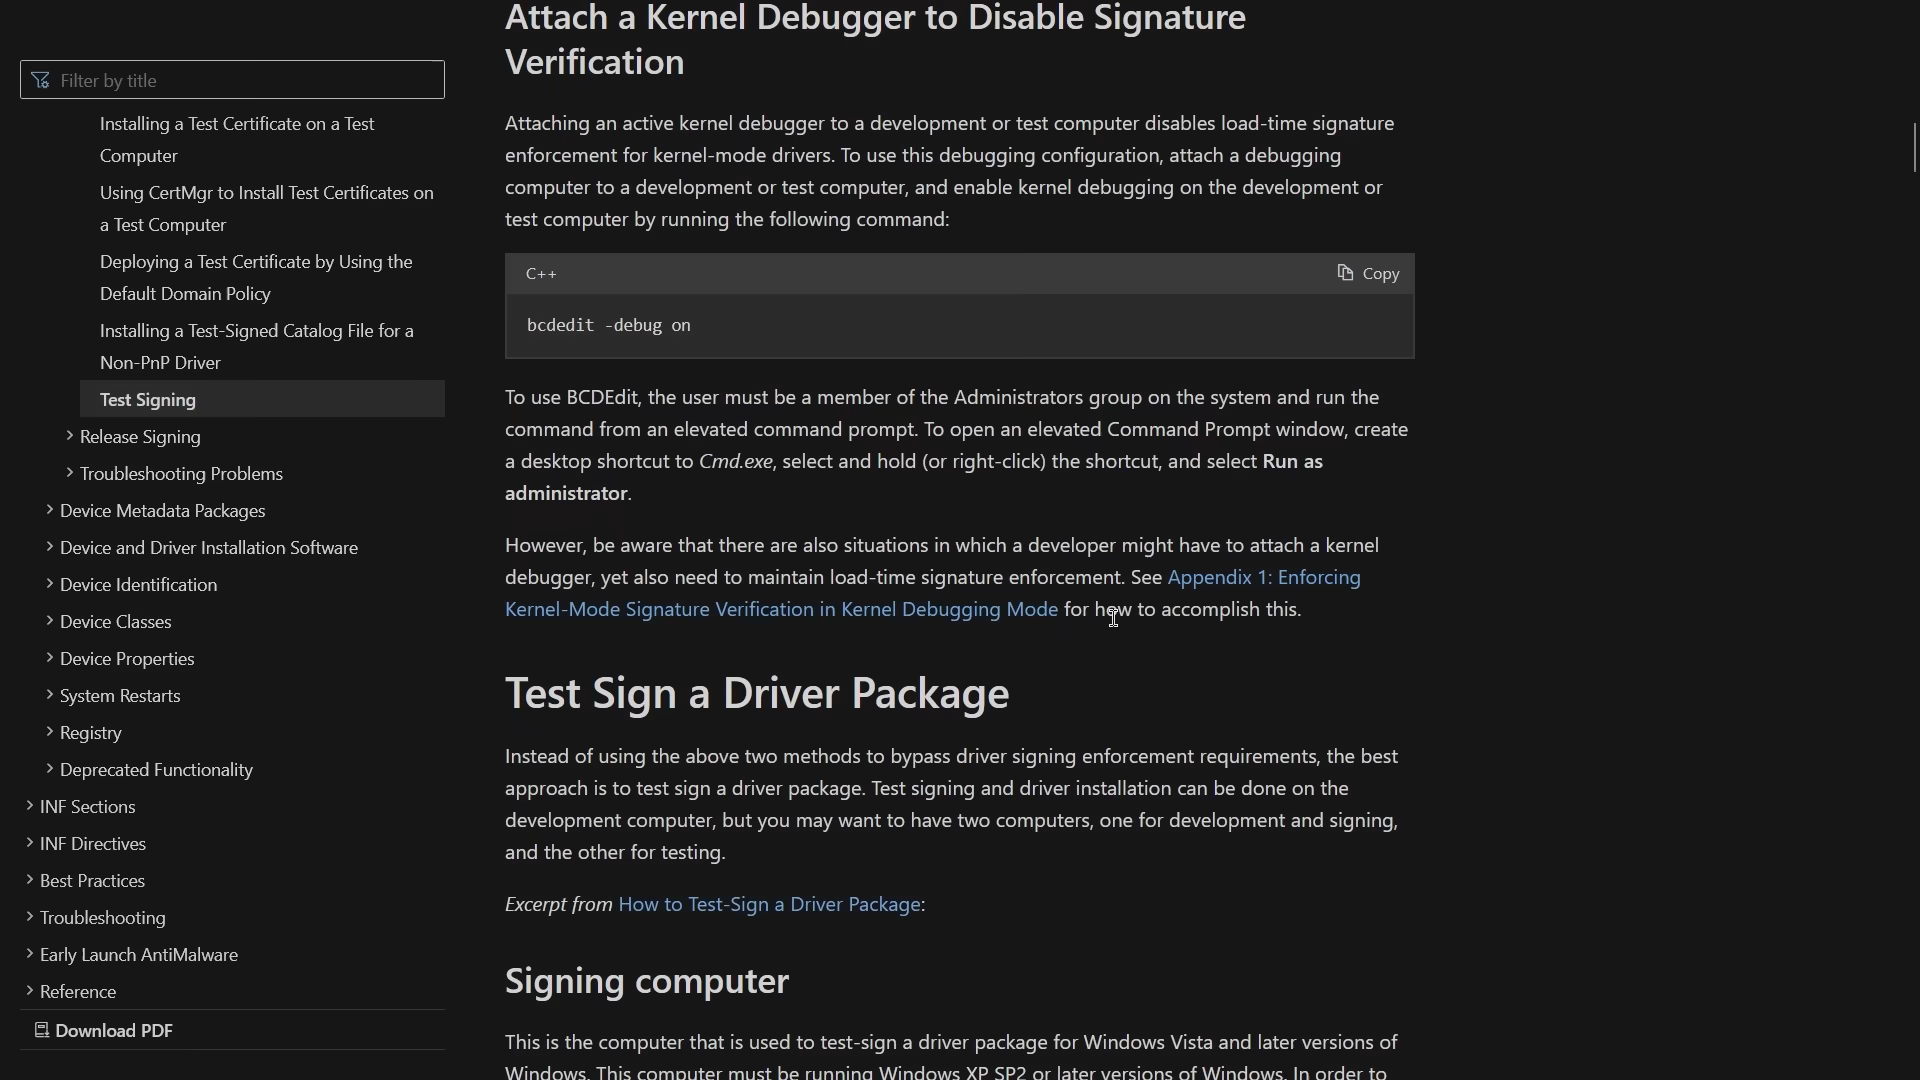 Filter by title
Installing a Test Certificate on a Test
Computer
Using CertMgr to Install Test Certificates on
a Test Computer
Deploying a Test Certificate by Using the
Default Domain Policy
Installing a Test-Signed Catalog File for a
Non-PnP Driver
Test Signing
Release Signing
Troubleshooting Problems
Device Metadata Packages
Device and Driver Installation Software
Device Identification
Device Classes
Device Properties
System Restarts
Registry
Deprecated Functionality
INF Sections
INF Directives
Best Practices
Troubleshooting
Early Launch AntiMalware
Reference
Download PDF
Attach a Kernel Debugger to Disable Signature
Verification
Attaching an active kernel debugger to a development or test computer disables load-time signature
enforcement for kernel-mode drivers. To use this debugging configuration, attach a debugging
computer to a development or test computer, and enable kernel debugging on the development or
test computer by running the following command:
C++
Copy
bcdedit -debug on
To use BCDEdit, the user must be a member of the Administrators group on the system and run the
command from an elevated command prompt. To open an elevated Command Prompt window, create
a desktop shortcut to Cmd.exe, select and hold (or right-click) the shortcut, and select Run as
administrator.
However, be aware that there are also situations in which a developer might have to attach a kernel
debugger, yet also need to maintain load-time signature enforcement. See Appendix 1: Enforcing
Kernel-Mode Signature Verification in Kernel Debugging Mode for how to accomplish this.
Test Sign a Driver Package
Instead of using the above two methods to bypass driver signing enforcement requirements, the best
approach is to test sign a driver package. Test signing and driver installation can be done on the
development computer, but you may want to have two computers, one for development and signing,
and the other for testing.
Excerpt from How to Test-Sign a Driver Package:
Signing computer
This is the computer that is used to test-sign a driver package for Windows Vista and later versions of
Windows. This computer must be running Windows XP SP2 or later versions of Windows. In order to